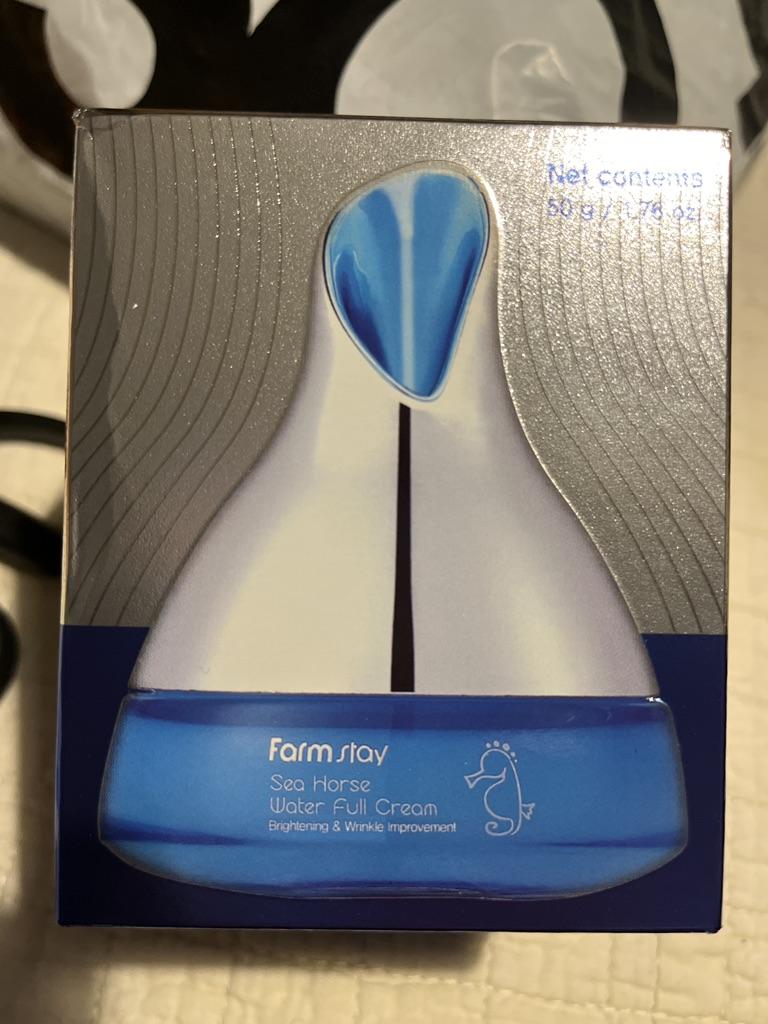 Net contents
50 g / 1.76 oz
Farm stay
Sea Horse
Water Full Cream
Brightening & Wrinkle Improvement